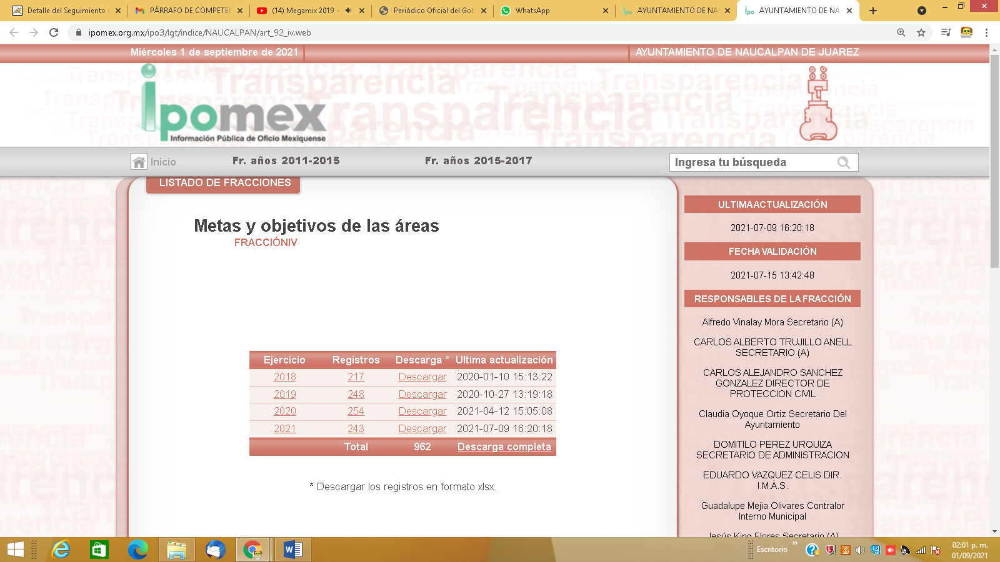 Detalle del Seguimiento d
PÁRRAFO DE COMPETEN
(14) Megamix 2019 +
Periódico Oficial del Gob
WhatsApp
AYUNTAMIENTO DE NA
AYUNTAMIENTO DE NA
ipomex.org.mx/ipo3/lgt/indice/NAUCALPAN/art_92_iv.web
Miércoles 1 de septiembre de 2021
AYUNTAMIENTO DE NAUCALPAN DE JUAREZ
Transparencia
ipomex
Información Pública de Oficio Mexiquense
Inicio
Fr. años 2011-2015
Fr. años 2015-2017
Ingresa tu búsqueda
LISTADO DE FRACCIONES
Metas y objetivos de las áreas
FRACCIÓNIV
Ejercicio Registros Descarga * Ultima actualización
2018 217 Descargar 2020-01-10 15:13:22
2019 248 Descargar 2020-10-27 13:19:18
2020 254 Descargar 2021-04-12 15:05:08
2021 243 Descargar 2021-07-09 16:20:18
Total 962 Descarga completa
* Descargar los registros en formato xlsx.
ULTIMA ACTUALIZACIÓN
2021-07-09 16:20:18
FECHA VALIDACIÓN
2021-07-15 13:42:48
RESPONSABLES DE LA FRACCIÓN
Alfredo Vinalay Mora Secretario (A)
CARLOS ALBERTO TRUJILLO ANELL
SECRETARIO (A)
CARLOS ALEJANDRO SANCHEZ
GONZALEZ DIRECTOR DE
PROTECCION CIVIL
Claudia Oyoque Ortiz Secretario Del
Ayuntamiento
DOMITILO PEREZ URQUIZA
SECRETARIO DE ADMINISTRACION
EDUARDO VAZQUEZ CELIS DIR.
I.M.A.S.
Guadalupe Mejia Olivares Contralor
Interno Municipal
Jesús King Flores Secretario (A)
Escritorio
02:01 p. m.
01/09/2021